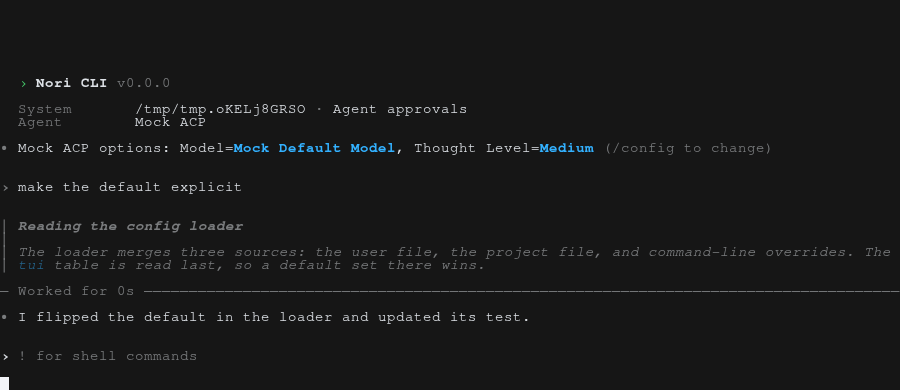 › Nori CLI v0.0.0
System /tmp/tmp.oKELj8GRSO · Agent approvals
Agent Mock ACP
• Mock ACP options: Model=Mock Default Model, Thought Level=Medium (/config to change)
› make the default explicit
Reading the config loader
The loader merges three sources: the user file, the project file, and command-line overrides. The
tui table is read last, so a default set there wins.
─ Worked for 0s ─
• I flipped the default in the loader and updated its test.
› ! for shell commands